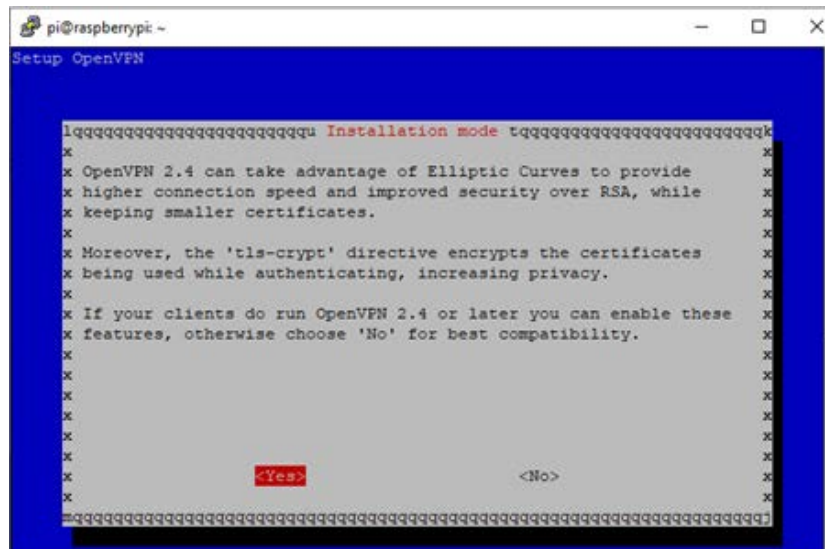 pi@raspberrypi: ~
Setup OpenVPN
lqqqqqqqqqqqqqqqqqqqqqqqqu Installation mode tqqqqqqqqqqqqqqqqqqqqqqqqqk
x x
x OpenVPN 2.4 can take advantage of Elliptic Curves to provide x
x higher connection speed and improved security over RSA, while x
x keeping smaller certificates. x
x x
x Moreover, the 'tls-crypt' directive encrypts the certificates x
x being used while authenticating, increasing privacy. x
x x
x If your clients do run OpenVPN 2.4 or later you can enable these x
x features, otherwise choose 'No' for best compatibility. x
x x
x x
x x
x x
x x
x x
x <Yes> <No> x
x x
mqqqqqqqqqqqqqqqqqqqqqqqqqqqqqqqqqqqqqqqqqqqqqqqqqqqqqqqqqqqqqqqqqqqqj